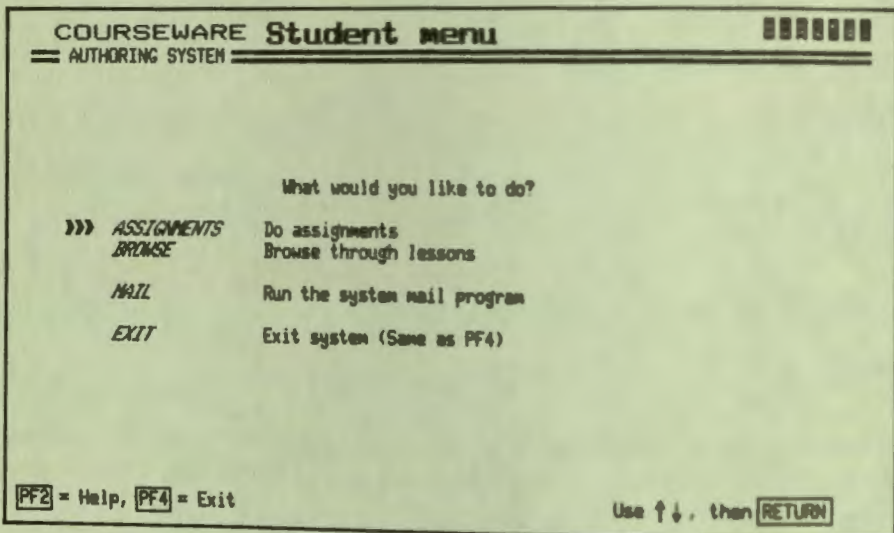 COURSEWARE Student menu
AUTHORING SYSTEM
What would you like to do?
》》》 ASSIGNMENTS Do assignments
BROWSE Browse through lessons
MAIL Run the system mail program
EXIT Exit system (Same as PF4)
PF2 = Help, PF4 = Exit
Use ↑↓, then RETURN